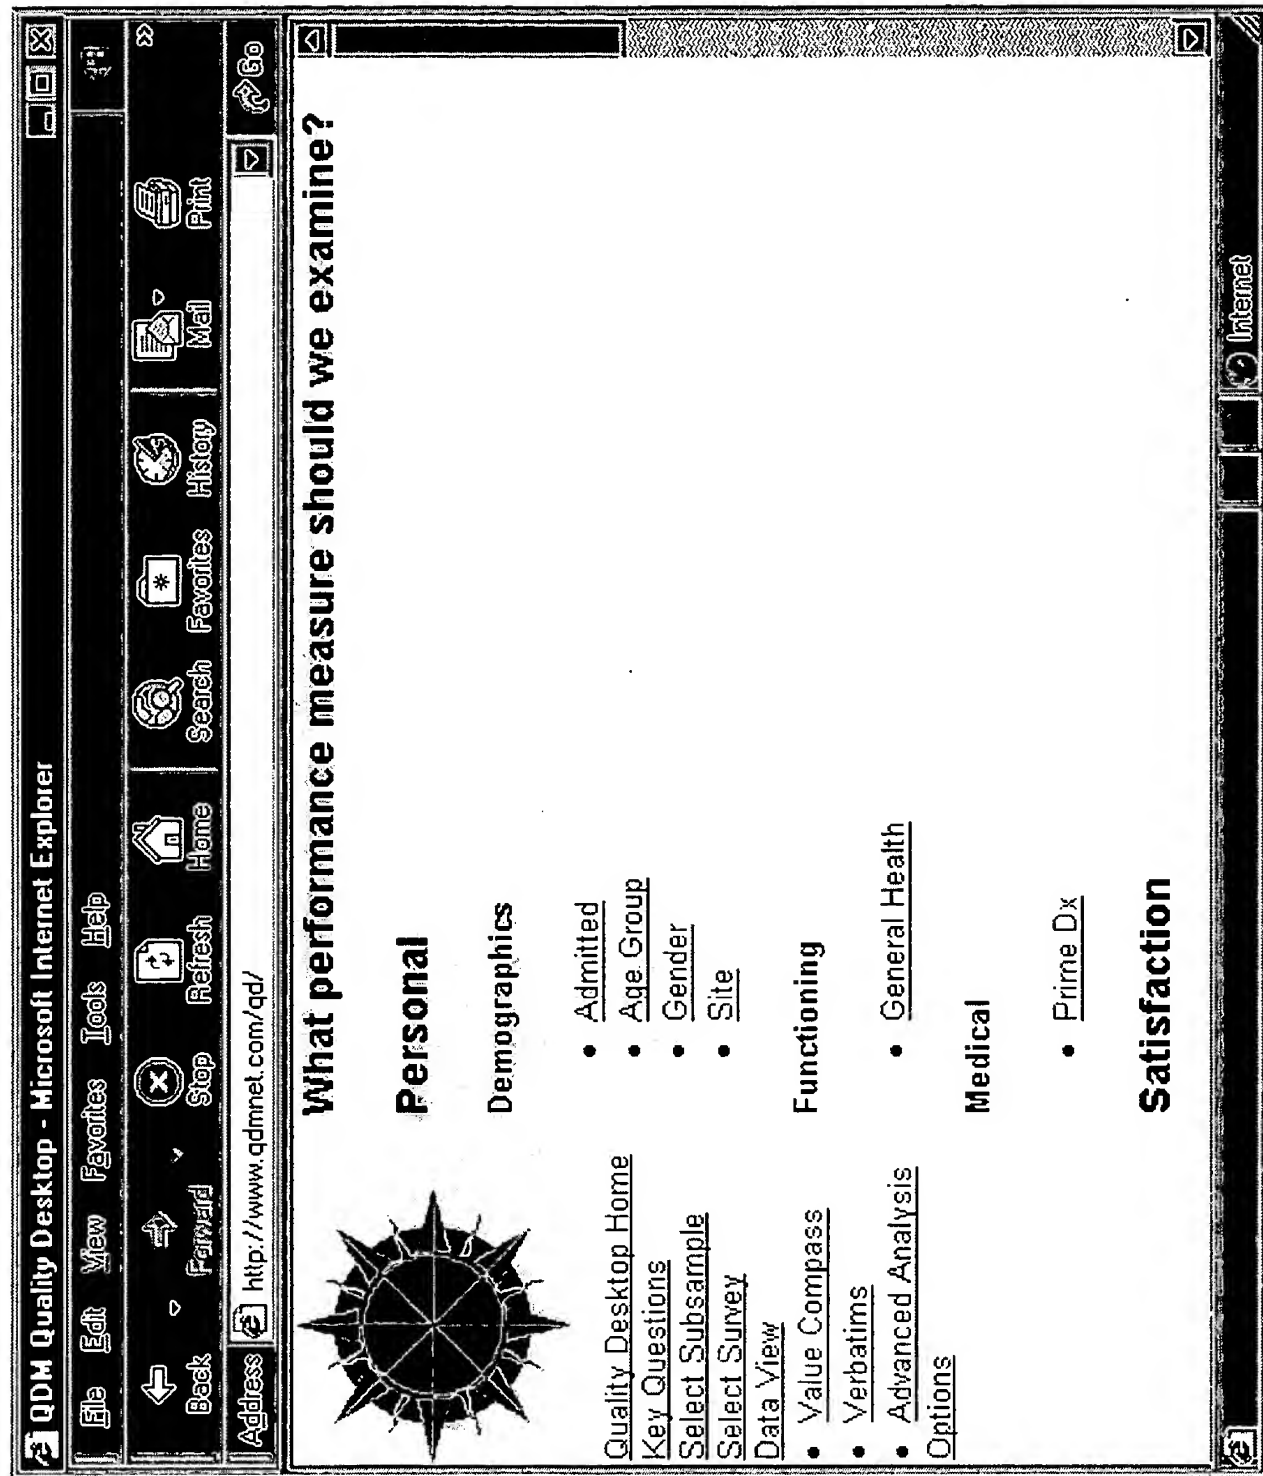 QDM Quality Desktop - Microsoft Internet Explorer
File Edit View Favorites Tools Help
Back Forward Stop Refresh Home Search Favorites History Mail Print »
Address http://www.qdmnet.com/qd/ Go
What performance measure should we examine?
Quality Desktop Home
Key Questions
Select Subsample
Select Survey
Data View
• Value Compass
• Verbatims
• Advanced Analysis
Options
Personal
Demographics
• Admitted
• Age Group
• Gender
• Site
Functioning
• General Health
Medical
• Prime Dx
Satisfaction
Internet